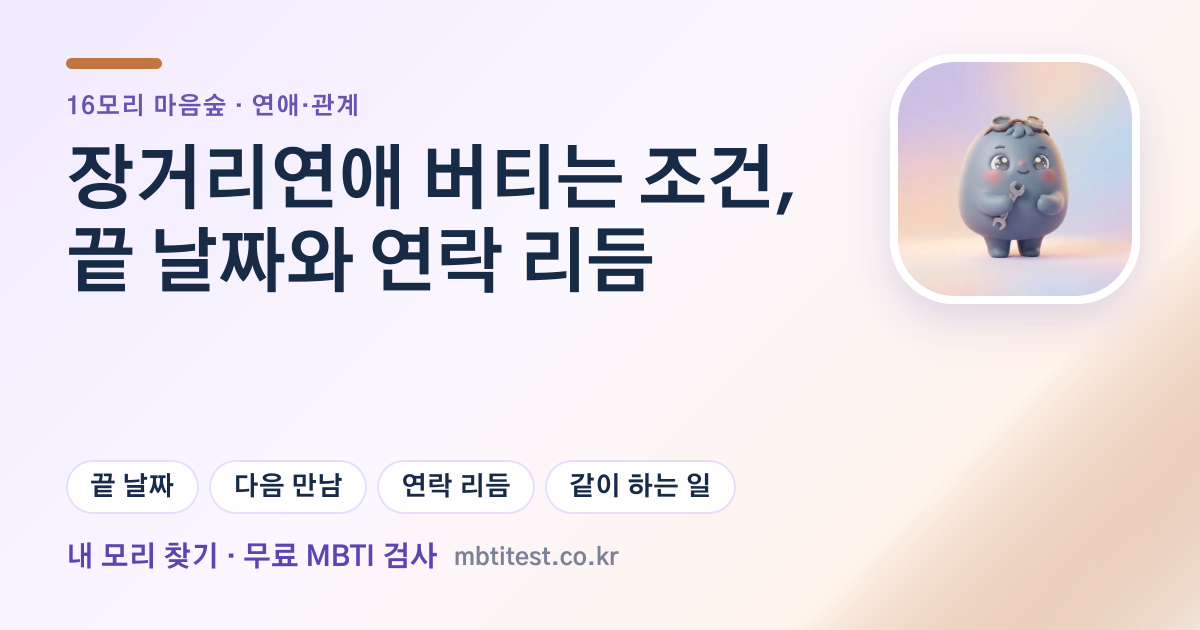 16모리 마음숲 · 연애·관계
장거리연애 버티는 조건,
끝 날짜와 연락 리듬
끝 날짜 다음 만남 연락 리듬 같이 하는 일
내 모리 찾기 · 무료 MBTI 검사 mbtitest.co.kr